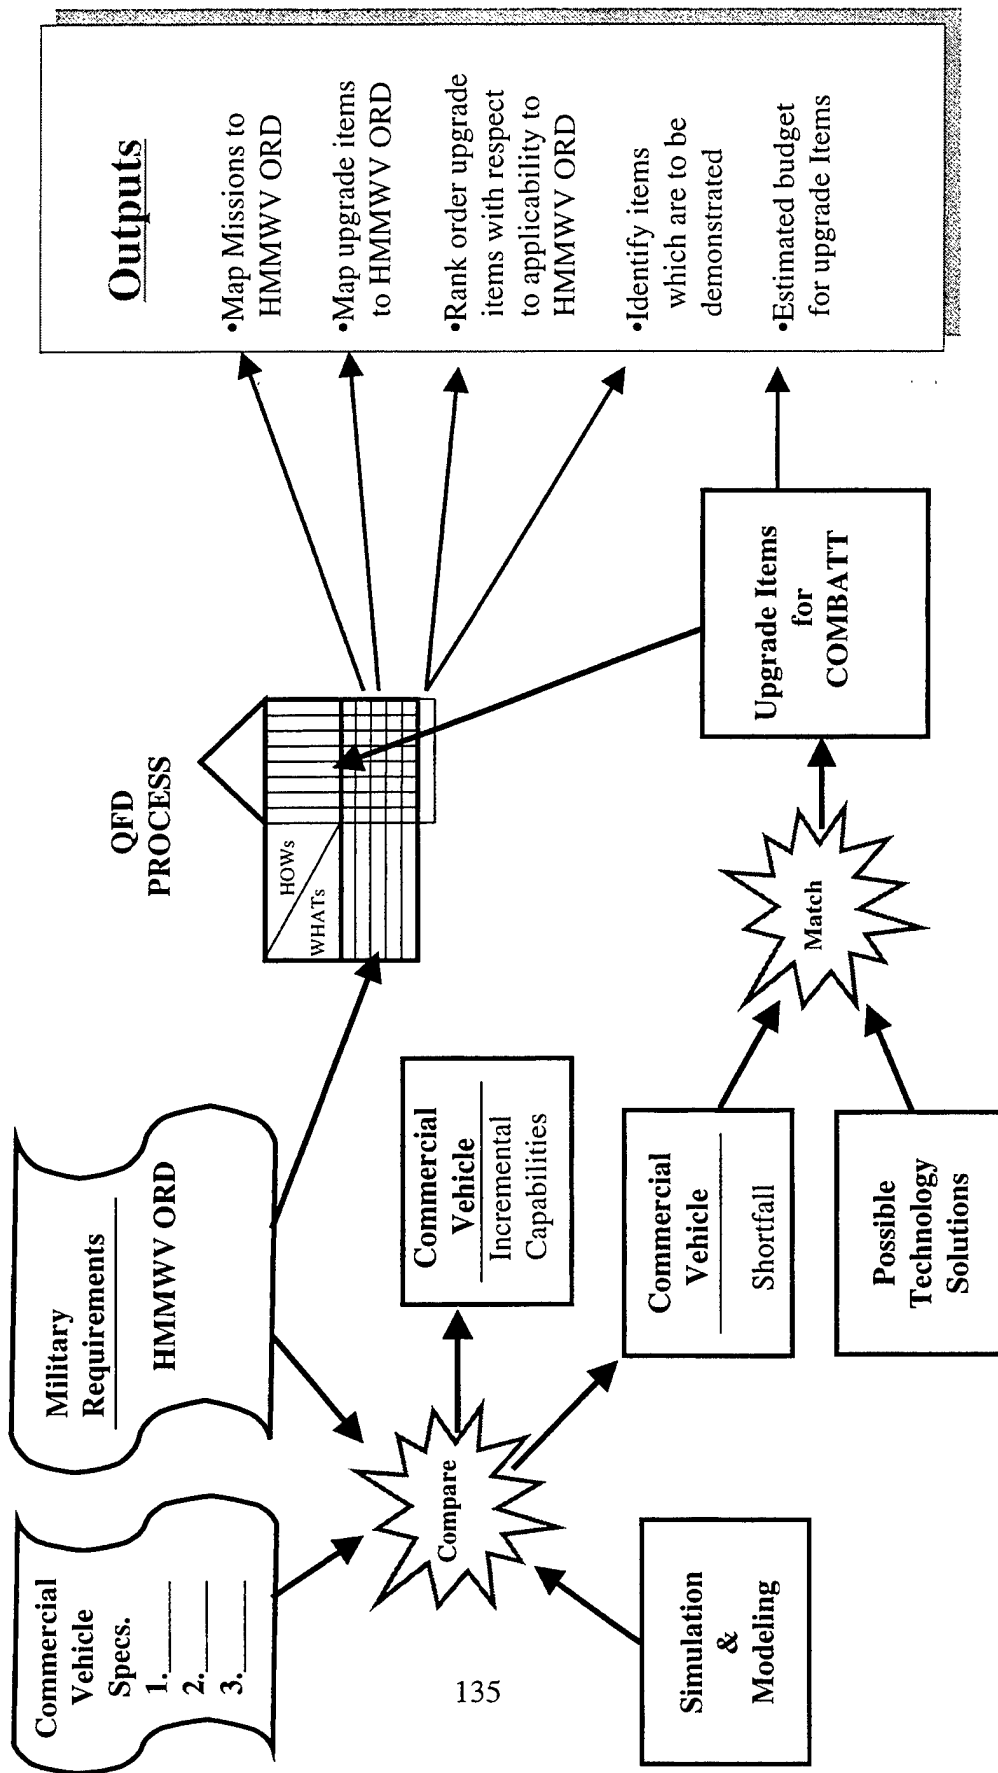 Commercial
Vehicle
Specs.
1.
2.
3.
Military
Requirements
HMMWV ORD
QFD
PROCESS
HOWs
WHATs
Compare
Simulation
&
Modeling
Commercial
Vehicle
Incremental
Capabilities
Commercial
Vehicle
Shortfall
Possible
Technology
Solutions
Match
Upgrade Items
for
COMBATT
Outputs
•Map Missions to
HMMWV ORD
•Map upgrade items
to HMMWV ORD
•Rank order upgrade
items with respect
to applicability to
HMMWV ORD
•Identify items
which are to be
demonstrated
•Estimated budget
for upgrade Items
135